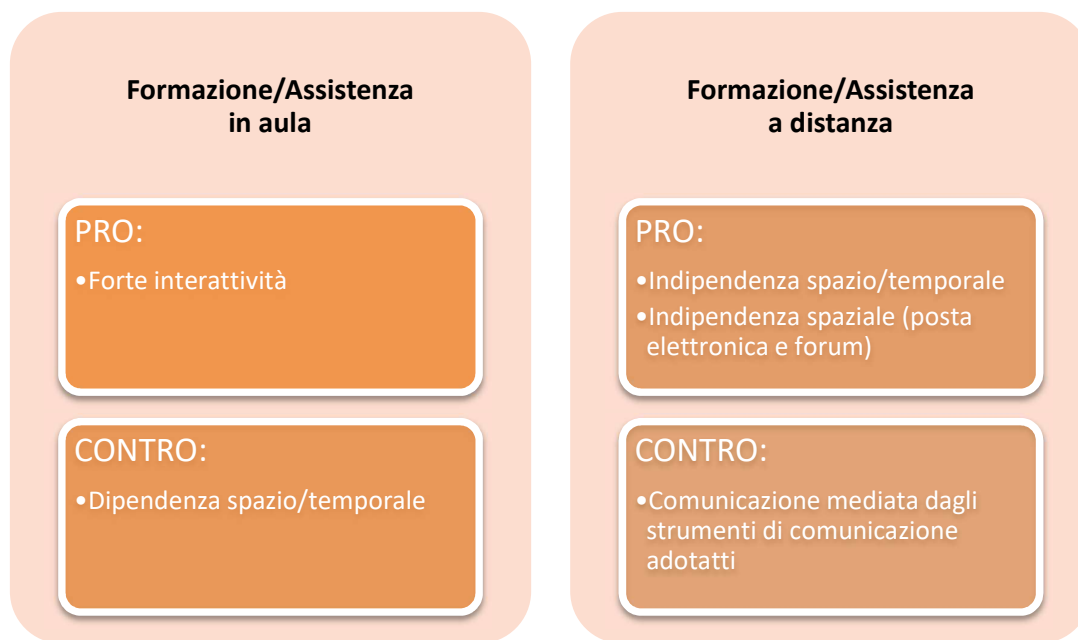 Formazione/Assistenza
in aula
PRO:
•Forte interattività
CONTRO:
•Dipendenza spazio/temporale
Formazione/Assistenza
a distanza
PRO:
•Indipendenza spazio/temporale
•Indipendenza spaziale (posta
elettronica e forum)
CONTRO:
•Comunicazione mediata dagli
strumenti di comunicazione
adotatti